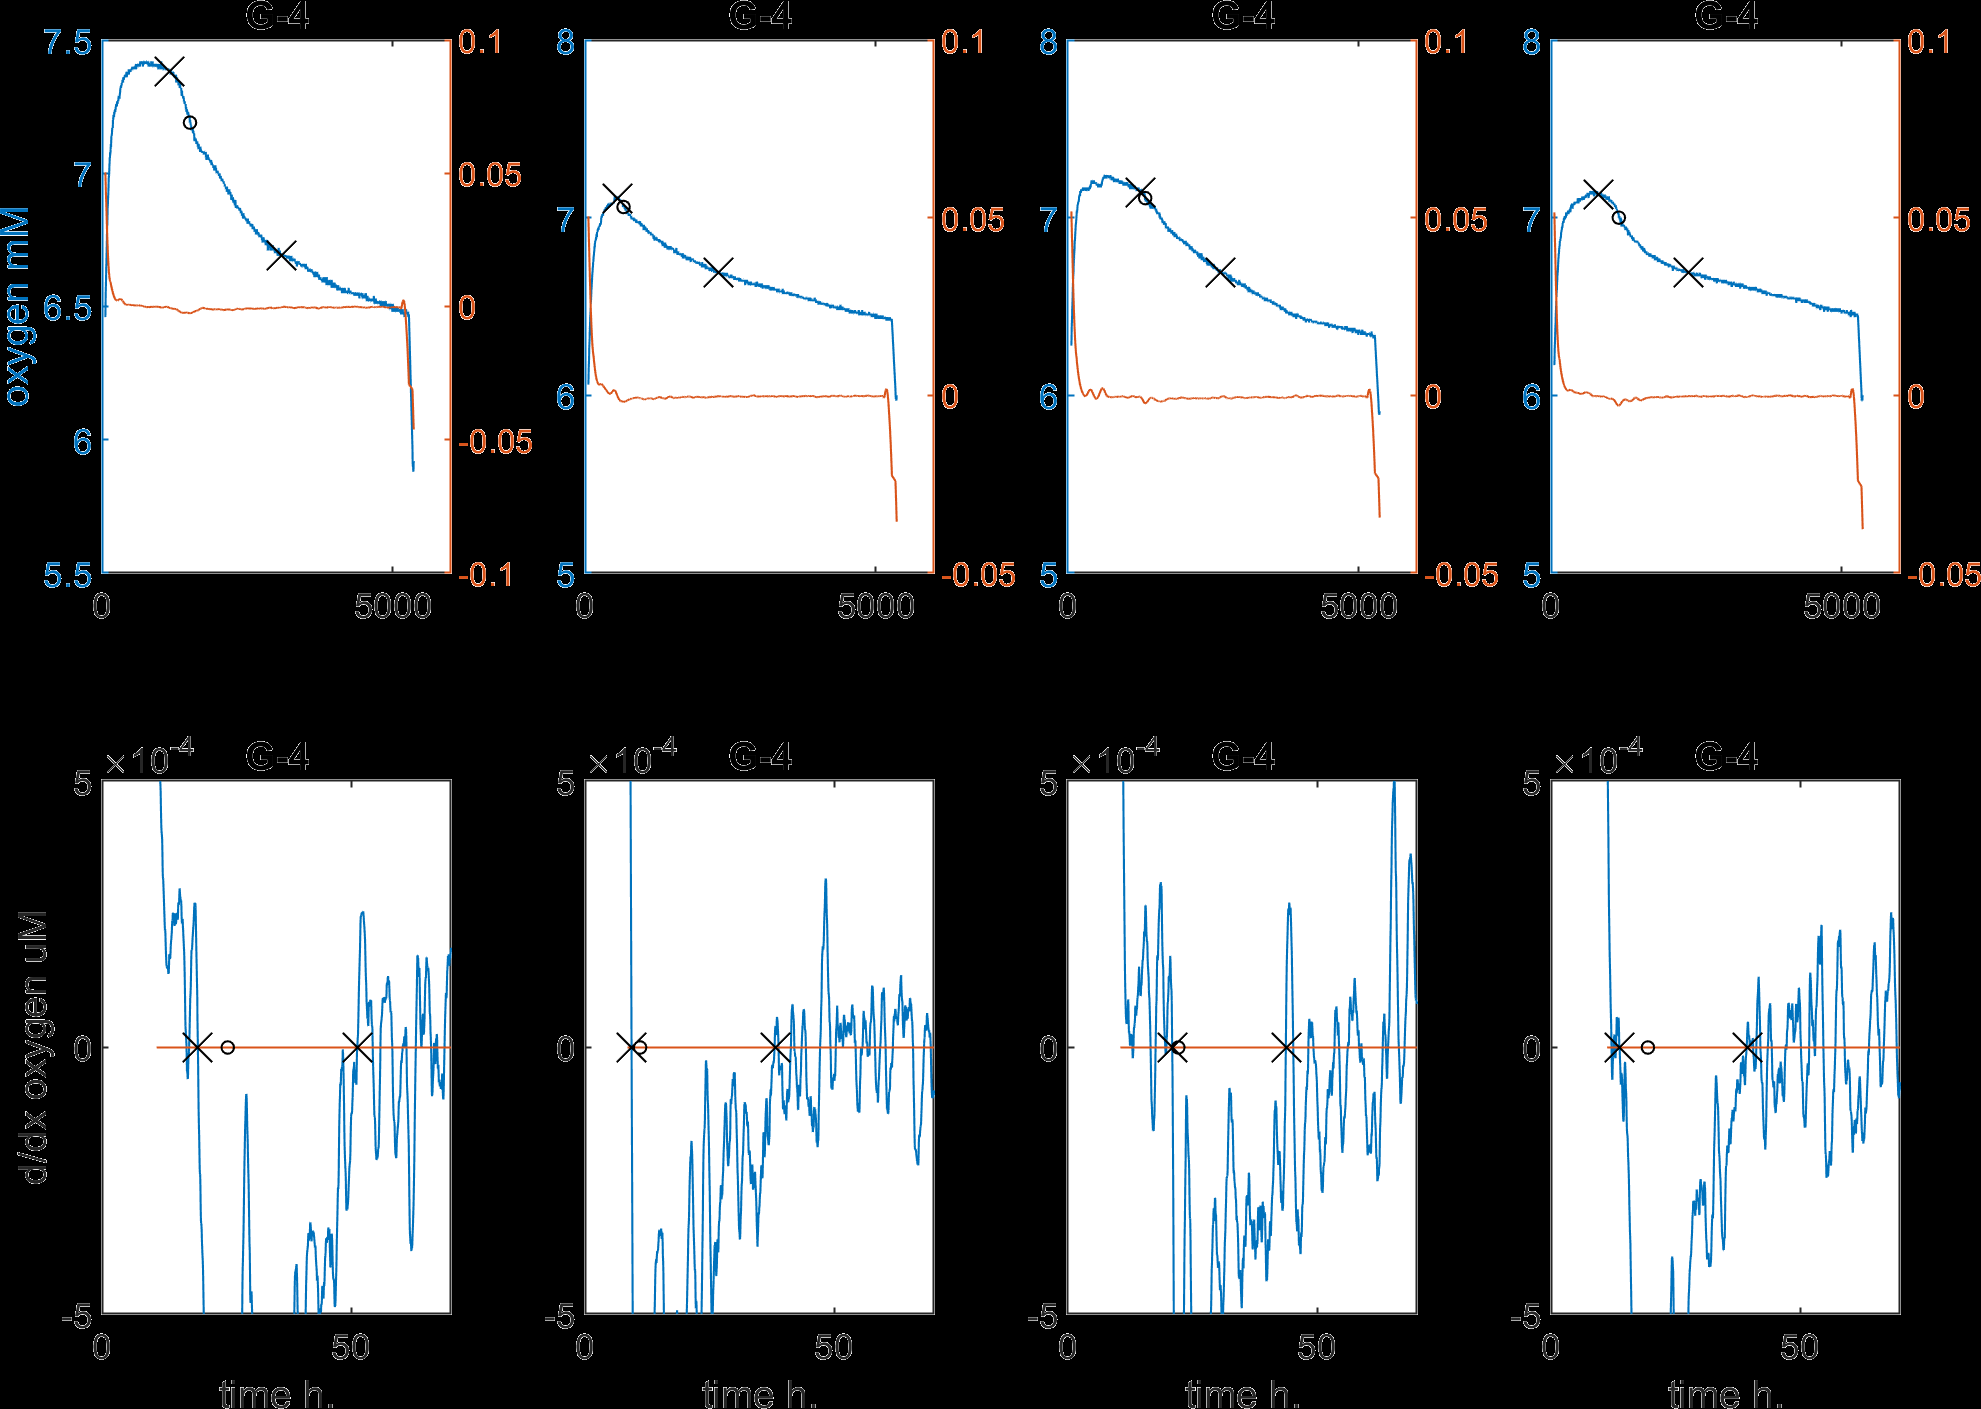 G-4 G-4 G-4 G-4
7.5 0.1 8 0.1 8 0.1 8 0.1
7 0.05 7 0.05 7 0.05 7 0.05
oxygen mM
6.5 0 6 0 6 0 6 0
6 -0.05
5.5 -0.1 5 -0.05 5 -0.05 5 -0.05
0 5000 0 5000 0 5000 0 5000
×10-4 G-4 ×10-4 G-4 ×10-4 G-4 ×10-4 G-4
5 5 5 5
d/dx oxygen uM
0 0 0 0
-5 -5 -5 -5
0 50 0 50 0 50 0 50
time h. time h. time h. time h.